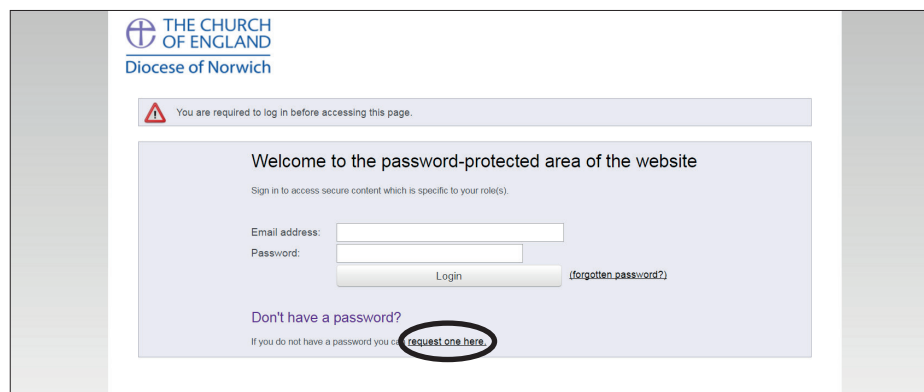 THE CHURCH
OF ENGLAND
Diocese of Norwich
You are required to log in before accessing this page.
Welcome to the password-protected area of the website
Sign in to access secure content which is specific to your role(s).
Email address:
Password:
Login
(forgotten password?)
Don't have a password?
If you do not have a password you can request one here.